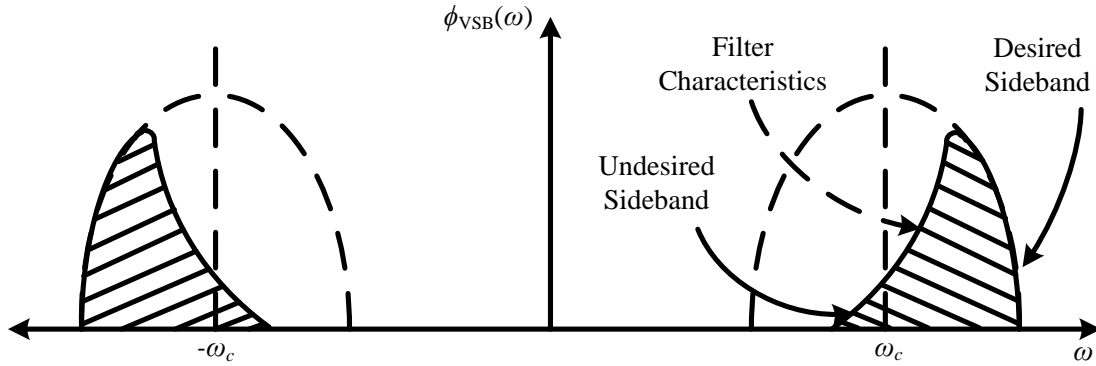 ϕVSB(ω)
Filter
Characteristics
Desired
Sideband
Undesired
Sideband
-ωc
ωc
ω